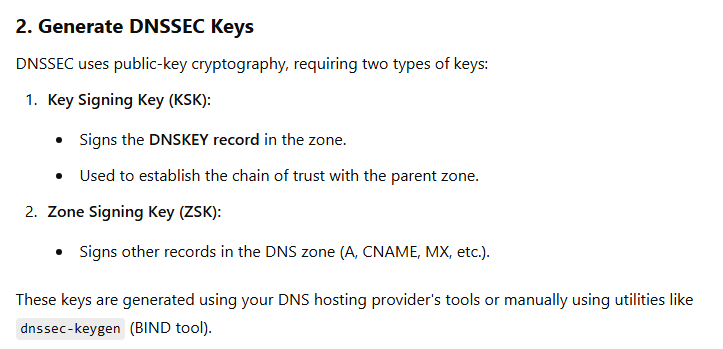 2. Generate DNSSEC Keys
DNSSEC uses public-key cryptography, requiring two types of keys:
1. Key Signing Key (KSK):
• Signs the DNSKEY record in the zone.
• Used to establish the chain of trust with the parent zone.
2. Zone Signing Key (ZSK):
• Signs other records in the DNS zone (A, CNAME, MX, etc.).
These keys are generated using your DNS hosting provider's tools or manually using utilities like
dnssec-keygen (BIND tool).